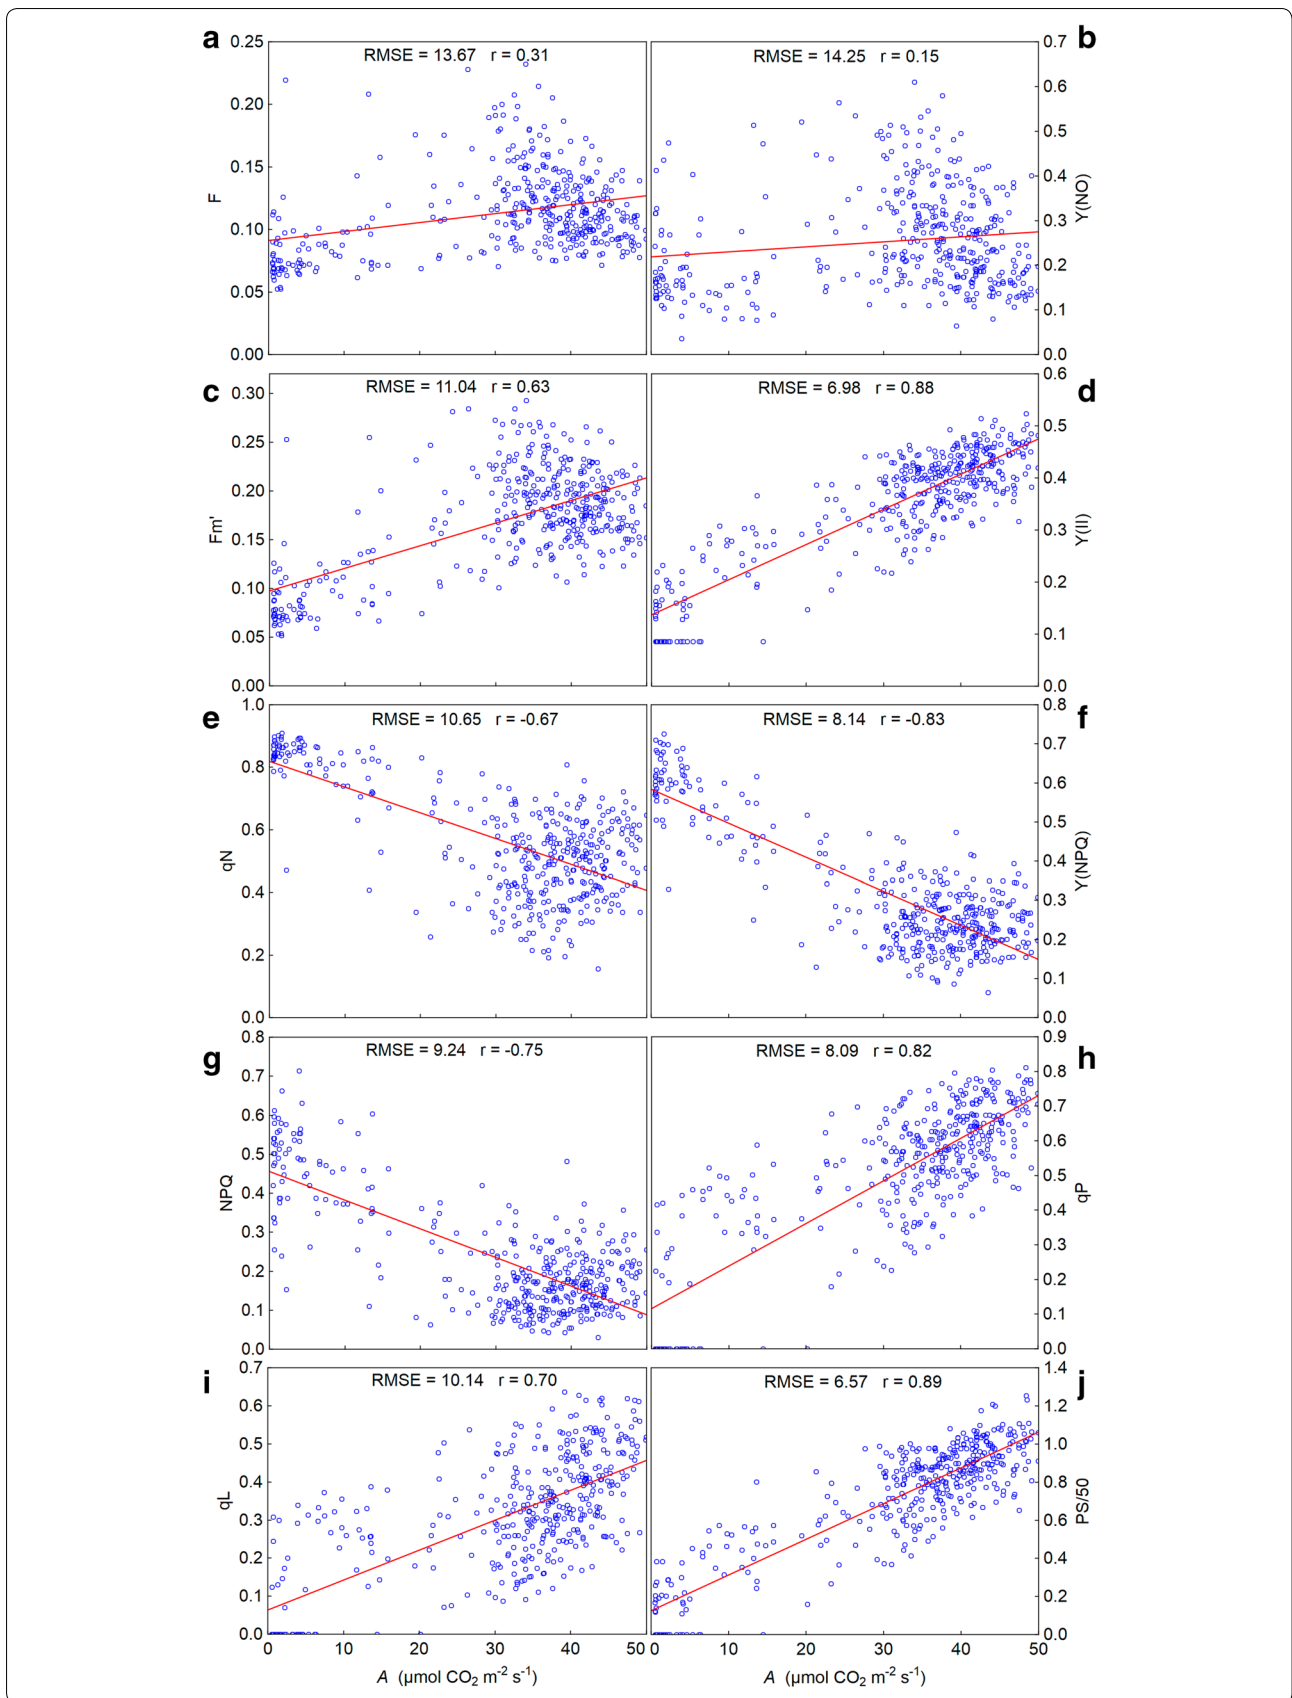 a
RMSE = 13.67 r = 0.31
0.25
0.20
0.15
0.10
0.05
0.00
F
b
RMSE = 14.25 r = 0.15
0.7
0.6
0.5
0.4
0.3
0.2
0.1
0.0
Y(NO)
c
RMSE = 11.04 r = 0.63
0.30
0.25
0.20
0.15
0.10
0.05
0.00
Fm'
d
RMSE = 6.98 r = 0.88
0.6
0.5
0.4
0.3
0.2
0.1
0.0
Y(II)
e
RMSE = 10.65 r = -0.67
1.0
0.8
0.6
0.4
0.2
0.0
qN
f
RMSE = 8.14 r = -0.83
0.8
0.7
0.6
0.5
0.4
0.3
0.2
0.1
0.0
Y(NPQ)
g
RMSE = 9.24 r = -0.75
0.8
0.7
0.6
0.5
0.4
0.3
0.2
0.1
0.0
NPQ
h
RMSE = 8.09 r = 0.82
0.9
0.8
0.7
0.6
0.5
0.4
0.3
0.2
0.1
0.0
qP
i
RMSE = 10.14 r = 0.70
0.7
0.6
0.5
0.4
0.3
0.2
0.1
0.0
qL
j
RMSE = 6.57 r = 0.89
1.4
1.2
1.0
0.8
0.6
0.4
0.2
0.0
PS/50
0 10 20 30 40 50
0 10 20 30 40 50
A (μmol CO₂ m⁻² s⁻¹)
A (μmol CO₂ m⁻² s⁻¹)